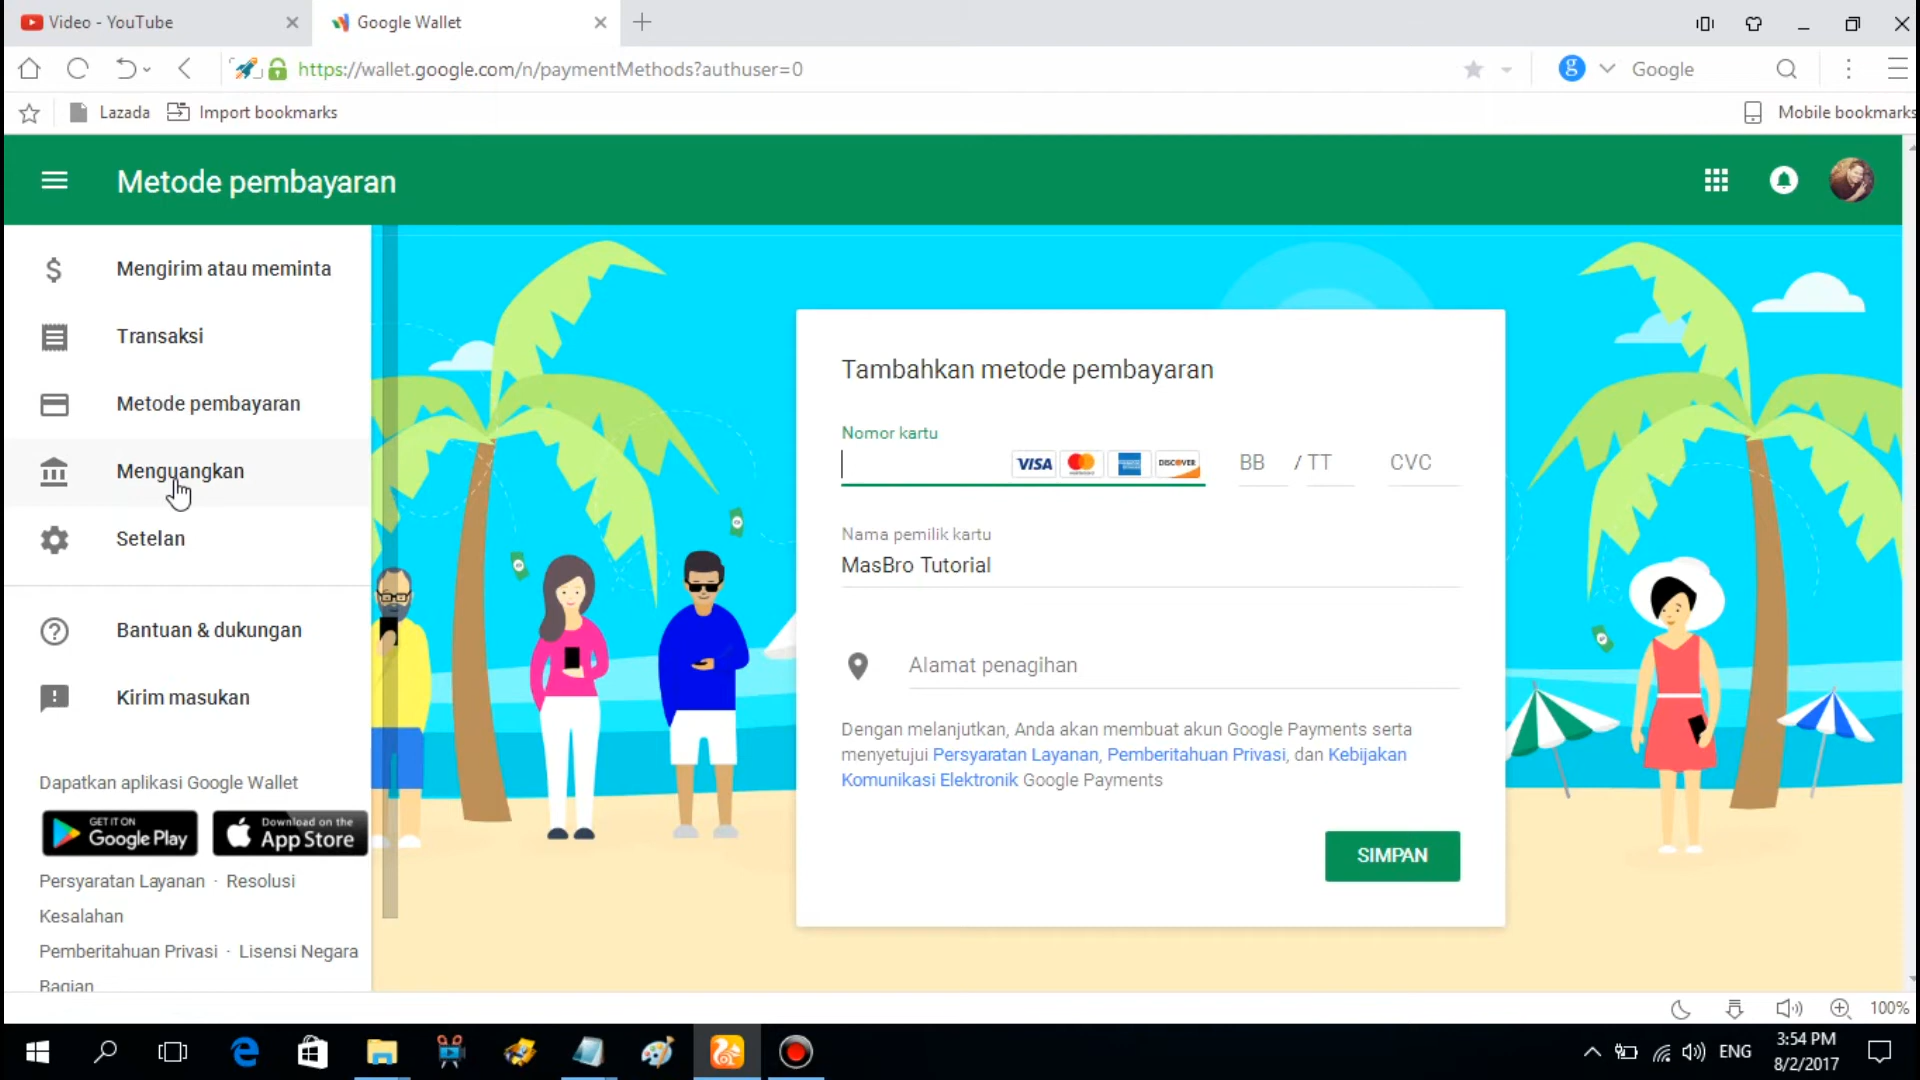 Video - YouTube
Google Wallet
https://wallet.google.com/n/paymentMethods?authuser=0
Google
Lazada
Import bookmarks
Mobile bookmarks
Metode pembayaran
Mengirim atau meminta
Transaksi
Metode pembayaran
Menguangkan
Setelan
Bantuan & dukungan
Kirim masukan
Dapatkan aplikasi Google Wallet
GET IT ON
Google Play
Download on the
App Store
Persyaratan Layanan · Resolusi
Kesalahan
Pemberitahuan Privasi · Lisensi Negara
Bagian
Tambahkan metode pembayaran
Nomor kartu
VISA
DISCOVER
BB / TT
CVC
Nama pemilik kartu
MasBro Tutorial
Alamat penagihan
Dengan melanjutkan, Anda akan membuat akun Google Payments serta
menyetujui Persyaratan Layanan, Pemberitahuan Privasi, dan Kebijakan
Komunikasi Elektronik Google Payments
SIMPAN
100%
ENG
3:54 PM
8/2/2017